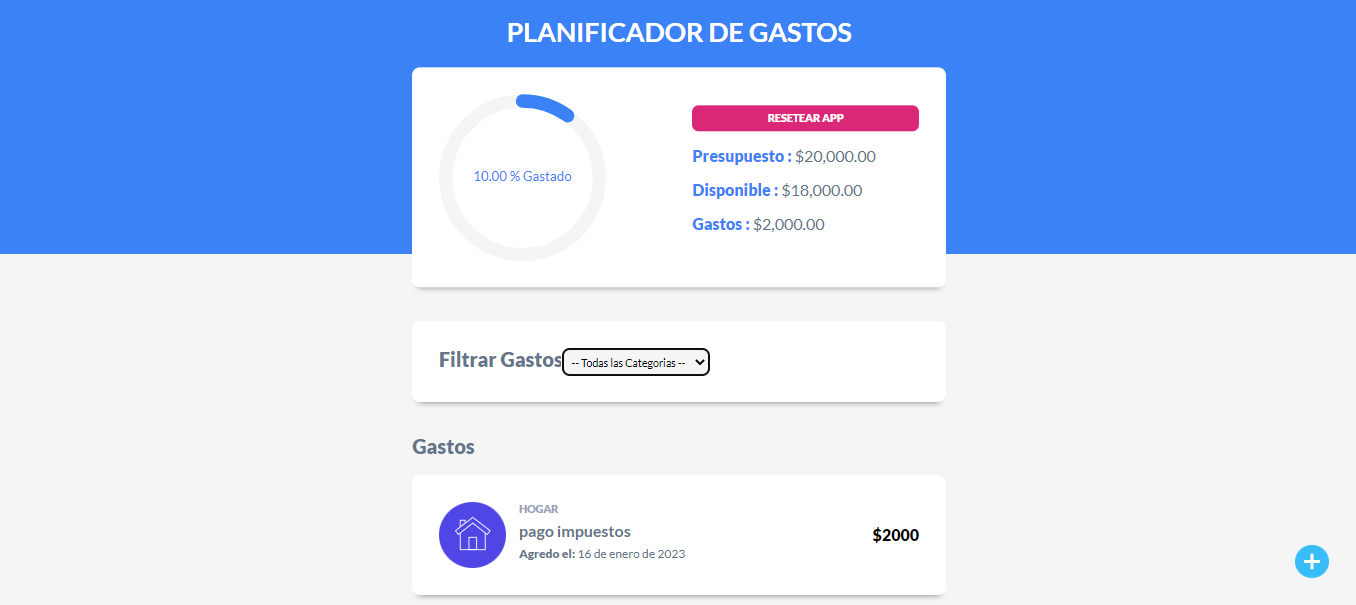 PLANIFICADOR DE GASTOS
10.00 % Gastado
RESETEAR APP
Presupuesto : $20,000.00
Disponible : $18,000.00
Gastos : $2,000.00
Filtrar Gastos -- Todas las Categorias --
Gastos
HOGAR
pago impuestos
$2000
Agredo el: 16 de enero de 2023